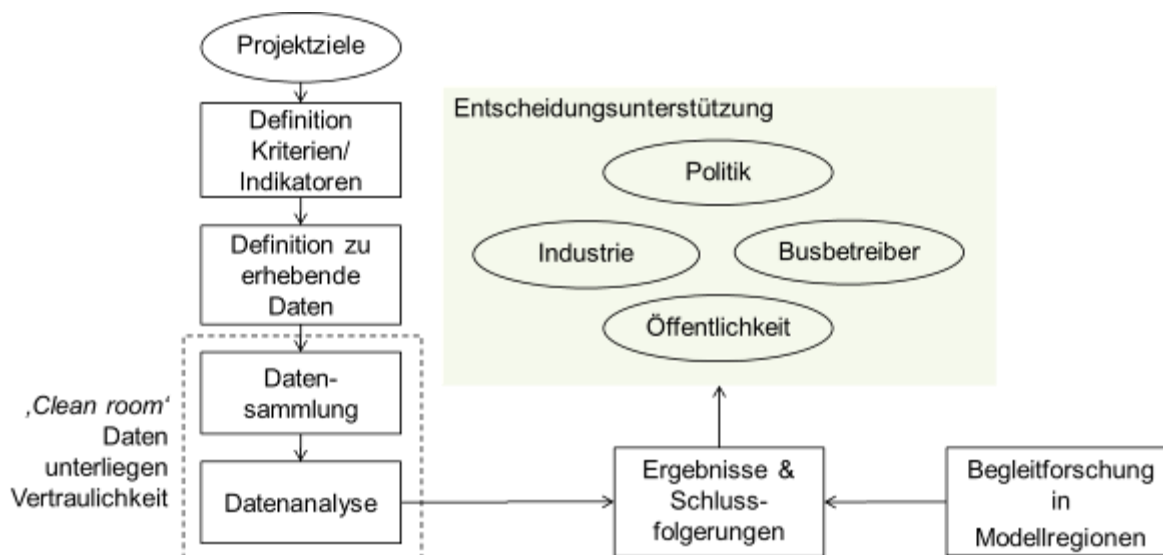 Projektziele
Definition
Kriterien/
Indikatoren
Definition zu
erhebende
Daten
Daten-
sammlung
Datenanalyse
‚Clean room‘
Daten
unterliegen
Vertraulichkeit
Entscheidungsunterstützung
Politik
Industrie
Busbetreiber
Öffentlichkeit
Ergebnisse &
Schluss-
folgerungen
Begleitforschung
in
Modellregionen